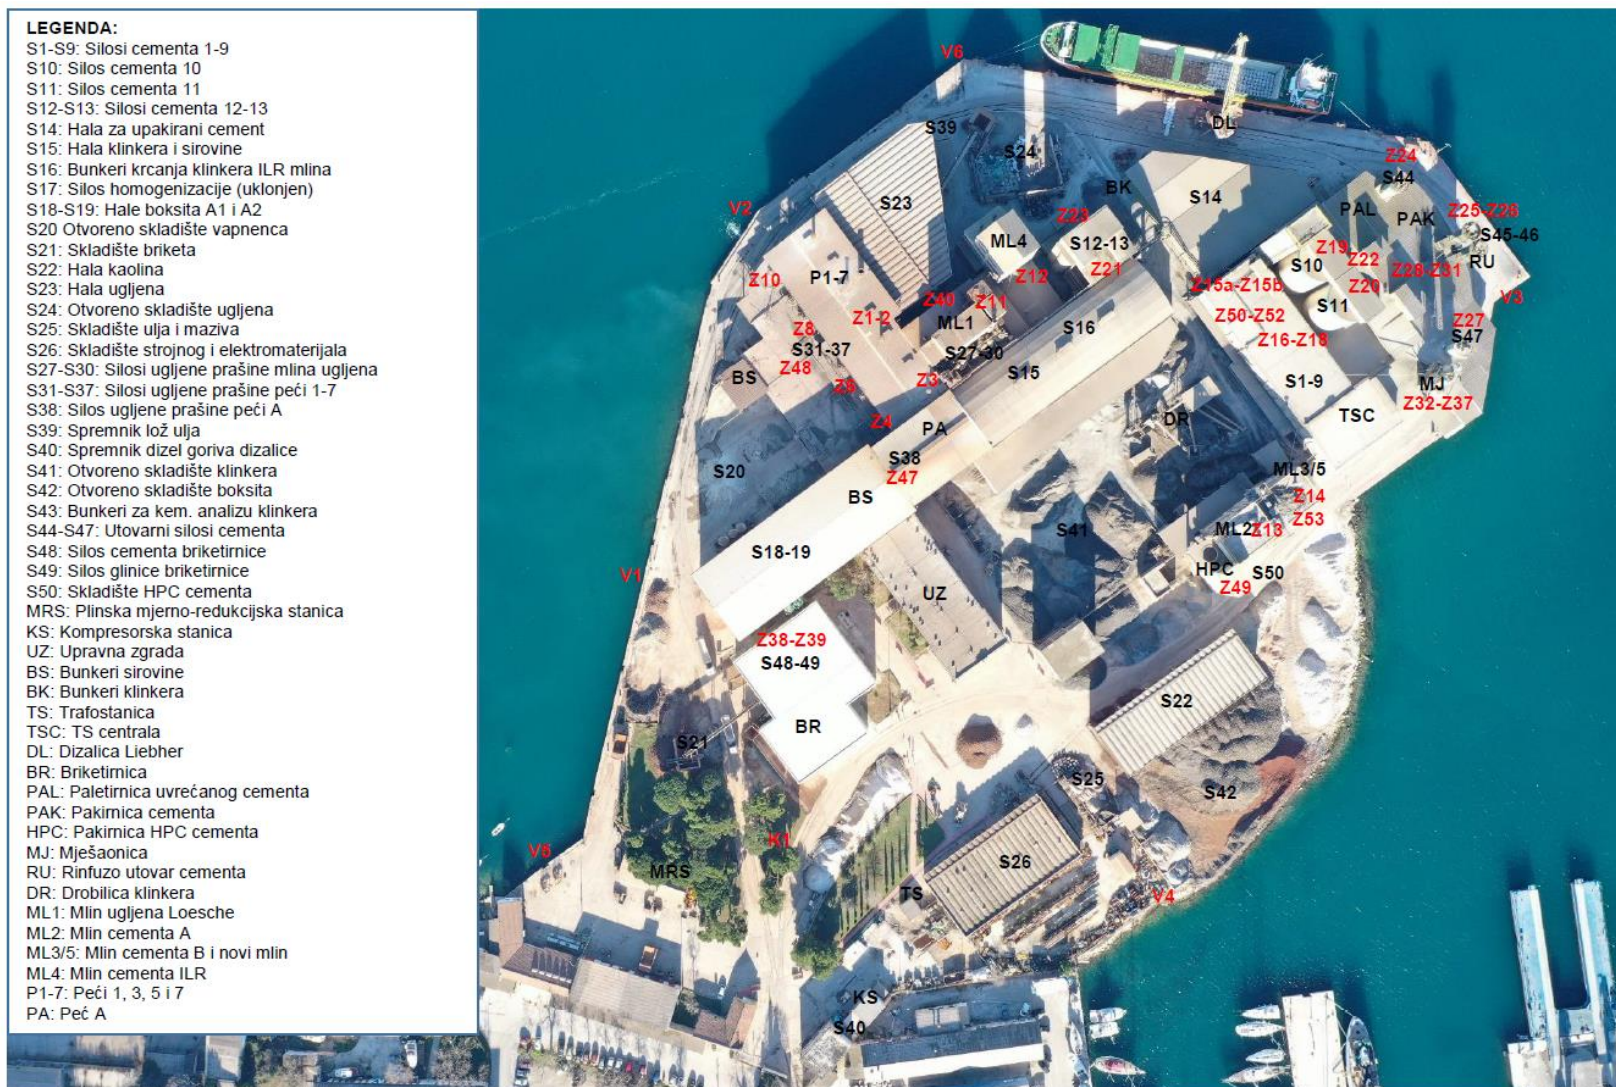 LEGENDA:
S1-S9: Silosi cementa 1-9
S10: Silos cementa 10
S11: Silos cementa 11
S12-S13: Silosi cementa 12-13
S14: Hala za upakirani cement
S15: Hala klinkera i sirovine
S16: Bunkeri krcanja klinkera ILR mlina
S17: Silos homogenizacije (uklonjen)
S18-S19: Hale boksita A1 i A2
S20 Otvoreno skladište vapnenca
S21: Skladište briketa
S22: Hala kaolina
S23: Hala ugljena
S24: Otvoreno skladište ugljena
S25: Skladište ulja i maziva
S26: Skladište strojnog i elektromaterijala
S27-S30: Silosi ugljene prašine mlina ugljena
S31-S37: Silosi ugljene prašine peći 1-7
S38: Silos ugljene prašine peći A
S39: Spremnik lož ulja
S40: Spremnik dizel goriva dizalice
S41: Otvoreno skladište klinkera
S42: Otvoreno skladište boksita
S43: Bunkeri za kem. analizu klinkera
S44-S47: Utovarni silosi cementa
S48: Silos cementa briketirnice
S49: Silos glinice briketirnice
S50: Skladište HPC cementa
MRS: Plinska mjerno-redukcijska stanica
KS: Kompresorska stanica
UZ: Upravna zgrada
BS: Bunkeri sirovine
BK: Bunkeri klinkera
TS: Trafostanica
TSC: TS centrala
DL: Dizalica Liebher
BR: Briketirnica
PAL: Paletirnica uvrećanog cementa
PAK: Pakirnica cementa
HPC: Pakirnica HPC cementa
MJ: Mješaonica
RU: Rinfuzo utovar cementa
DR: Drobilica klinkera
ML1: Mlin ugljena Loesche
ML2: Mlin cementa A
ML3/5: Mlin cementa B i novi mlin
ML4: Mlin cementa ILR
P1-7: Peći 1, 3, 5 i 7
PA: Peć A
V6
DL
S39
S24
Z24
S44
BK
S14
S23
V2
PAL
PAK
Z25-Z26
Z23
S45-46
ML4
S12-13
Z19
Z22
RU
S10
Z21
Z28-Z31
P1-7
Z10
Z12
Z15a-Z15b
Z20
V3
Z40
Z11
S11
Z1-2
ML1
Z50-Z52
Z27
Z8
S16
Z16-Z18
S47
S31-37
S27-30
Z48
BS
Z3
S15
S1-9
MJ
Z9
Z32-Z37
Z4
PA
DR
TSC
S38
S20
Z47
ML3/5
BS
Z14
Z53
S41
ML2
Z13
S18-19
HPC
S50
V1
Z49
UZ
Z38-Z39
S48-49
S22
BR
S21
S25
S42
K1
V5
S26
MRS
TS
V4
KS
S40